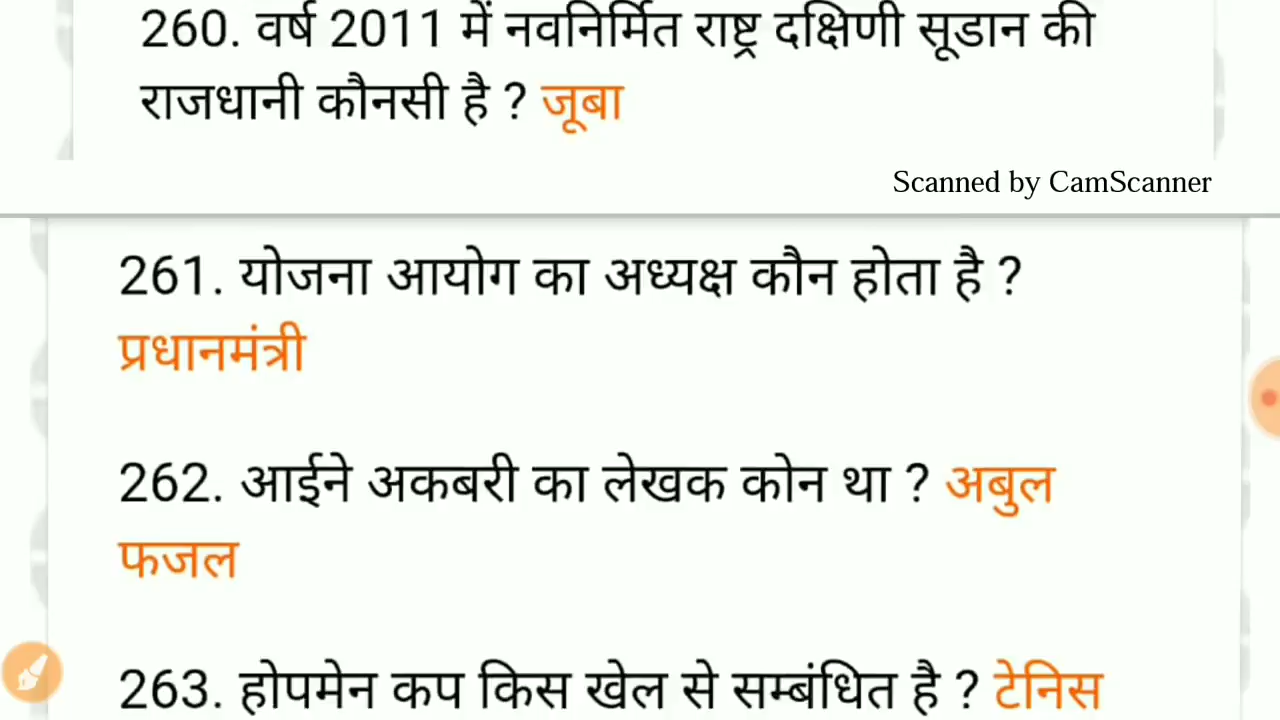 260. वर्ष 2011 में नवनिर्मित राष्ट्र दक्षिणी सूडान की
राजधानी कौनसी है ? जूबा
Scanned by CamScanner
261. योजना आयोग का अध्यक्ष कौन होता है ?
प्रधानमंत्री
262. आईने अकबरी का लेखक कोन था ? अबुल
फजल
263. होपमेन कप किस खेल से सम्बंधित है ? टेनिस